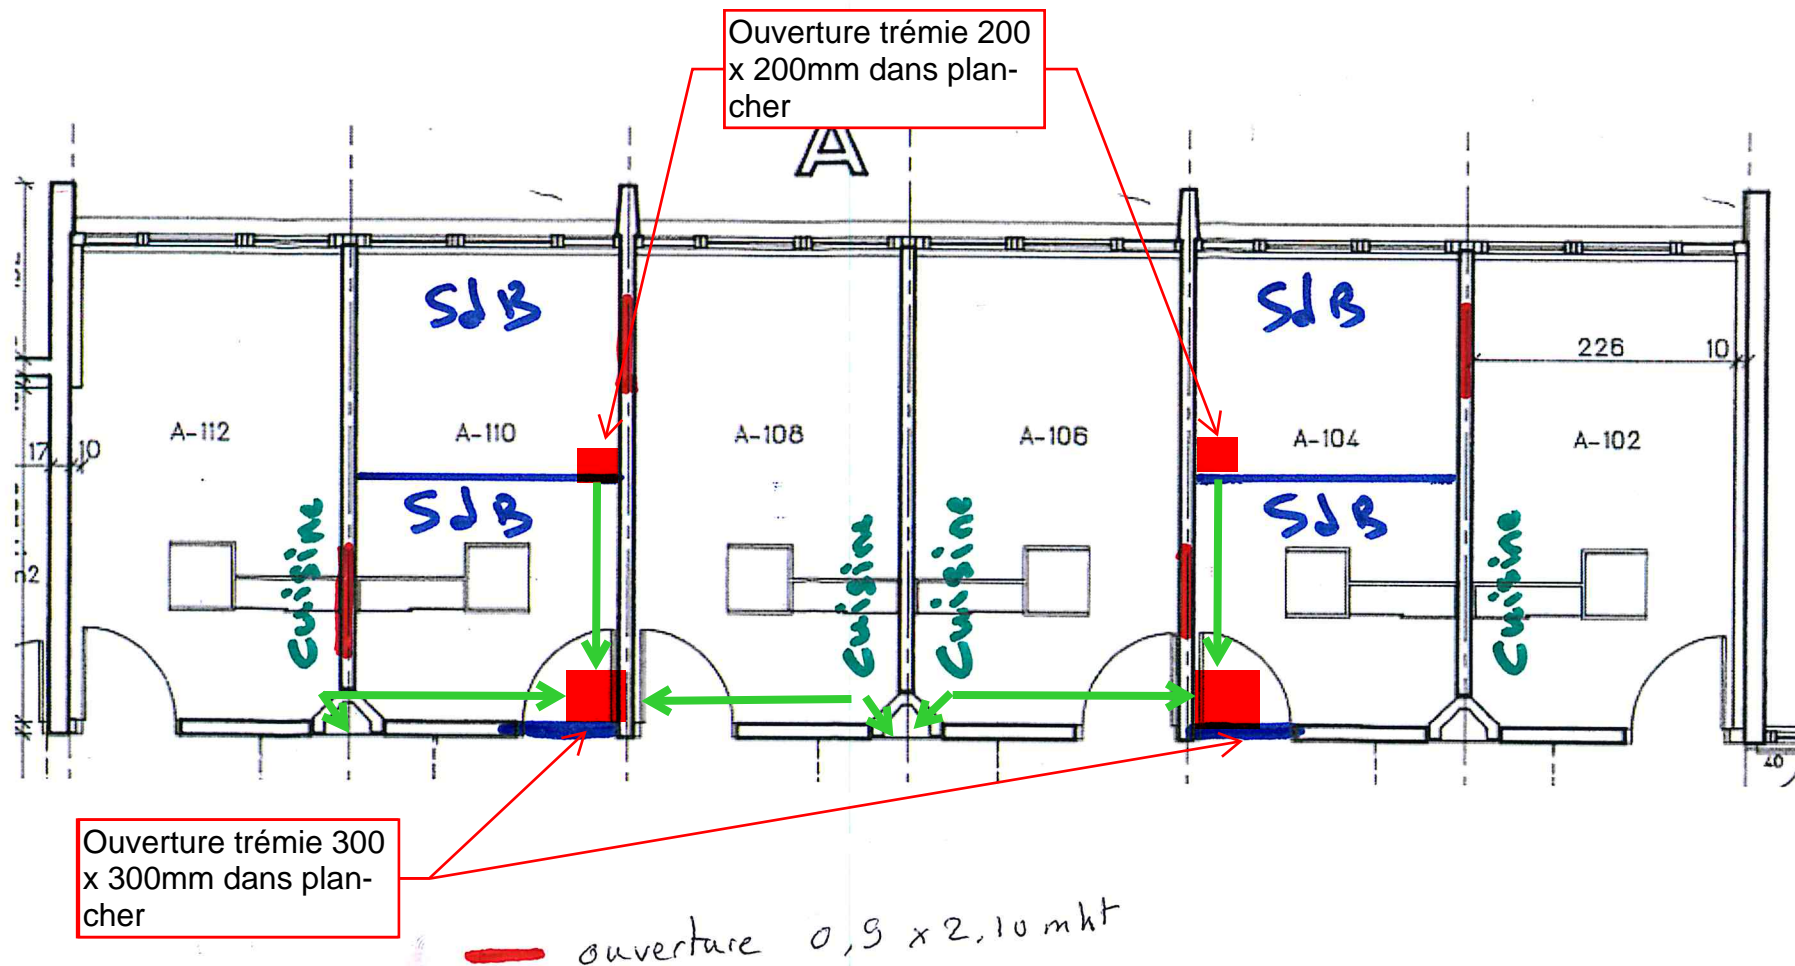 Ouverture trémie 200
x 200mm dans plan-
cher
A
SdB
SdB
226
10
A-112
A-110
A-108
A-106
A-104
A-102
17
10
SdB
SdB
Cuisine
Cuisine
Cuisine
Cuisine
40
Ouverture trémie 300
x 300mm dans plan-
cher
ouverture 0,9 x 2,10 mht